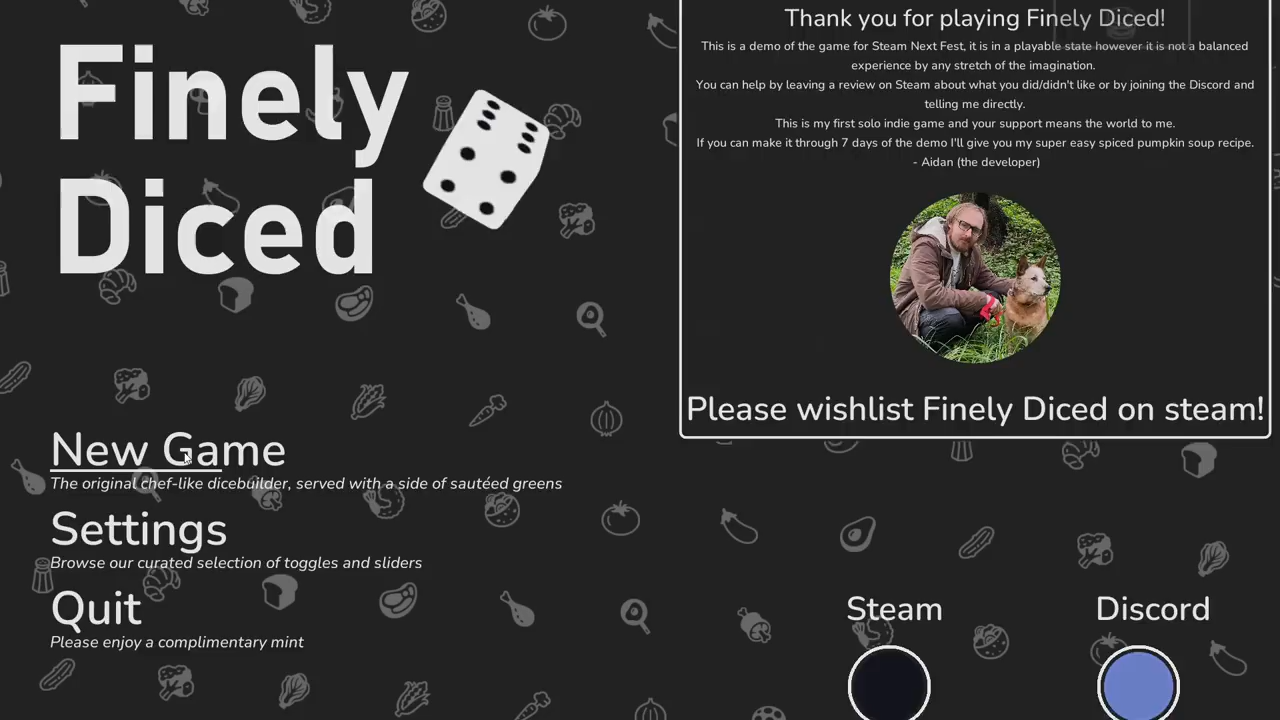 Finely
Diced
New Game
The original chef-like dicebuilder, served with a side of sautéed greens
Settings
Browse our curated selection of toggles and sliders
Quit
Please enjoy a complimentary mint
Thank you for playing Finely Diced!
This is a demo of the game for Steam Next Fest, it is in a playable state however it is not a balanced
experience by any stretch of the imagination.
You can help by leaving a review on Steam about what you did/didn't like or by joining the Discord and
telling me directly.
This is my first solo indie game and your support means the world to me.
If you can make it through 7 days of the demo I'll give you my super easy spiced pumpkin soup recipe.
- Aidan (the developer)
Please wishlist Finely Diced on steam!
Steam
Discord